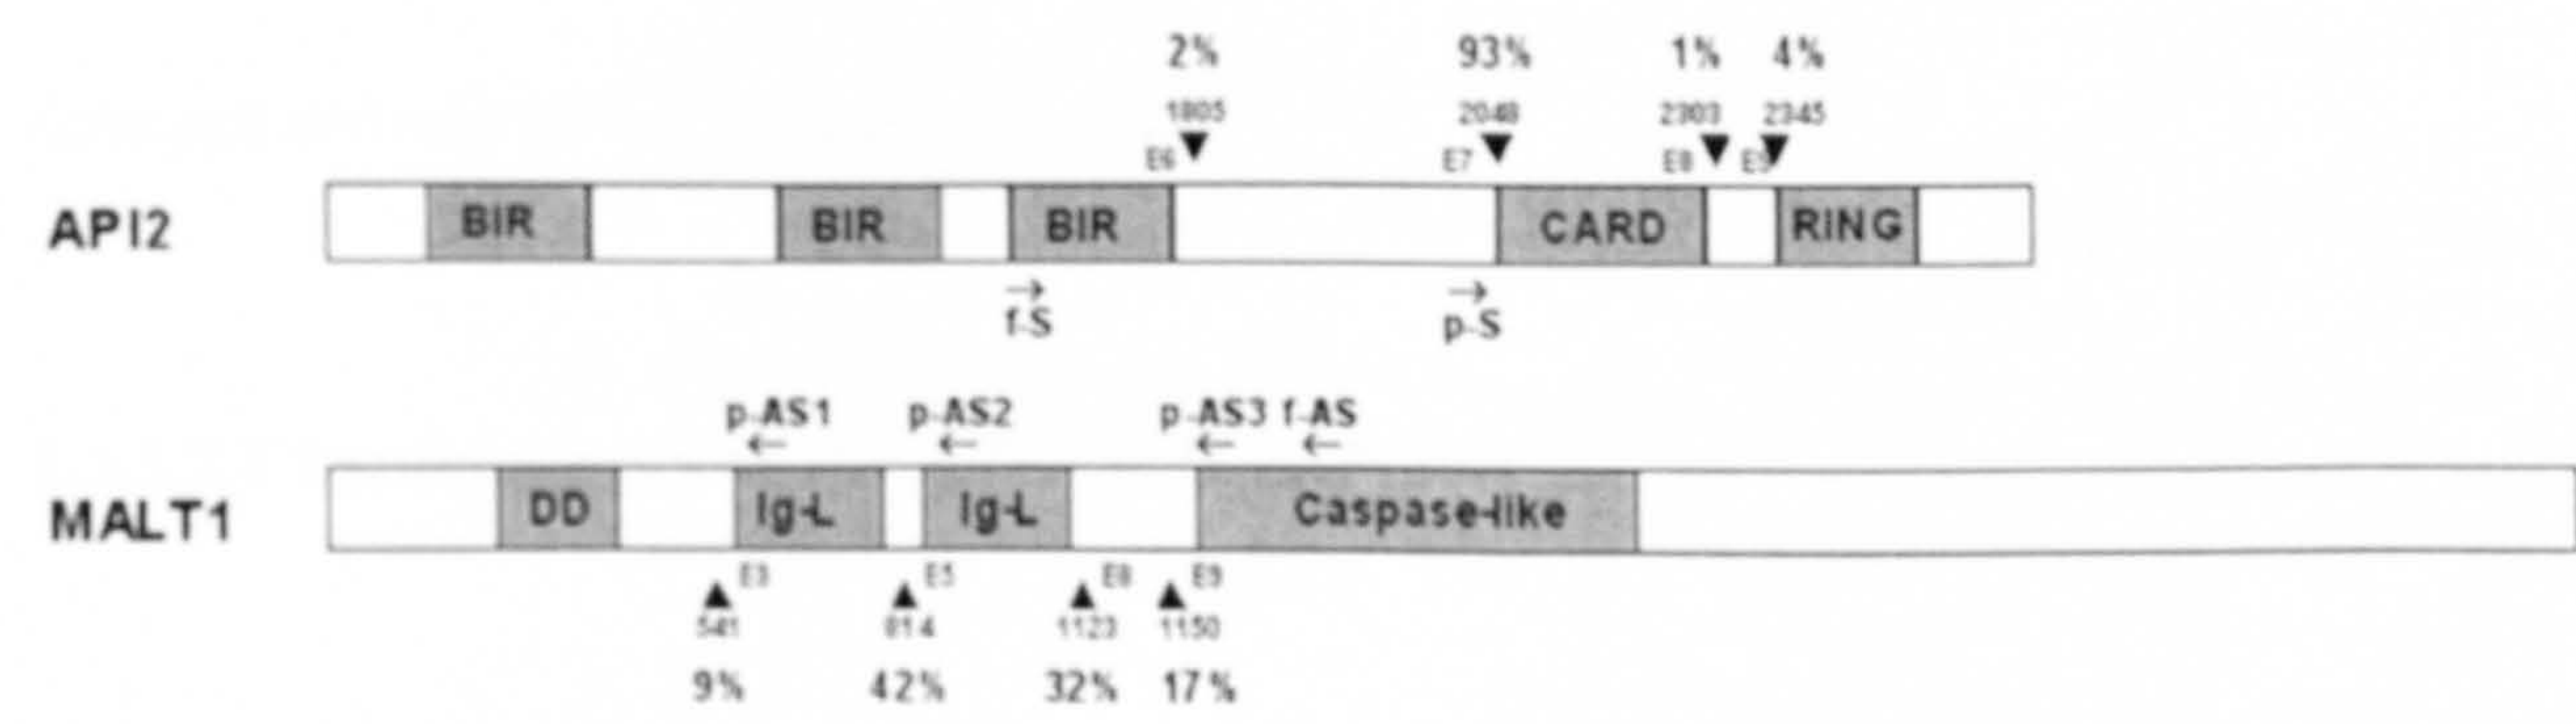 2% 93% 1% 4%
1805 2048 2303 2345
E6 E7 E8 E9
API2 BIR BIR BIR CARD RING
→ →
f-S p-S
p-AS1 p-AS2 p-AS3 f-AS
← ← ← ←
MALT1 DD Ig-L Ig-L Caspase-like
E3 E5 E8 E9
541 814 1123 1150
9% 42% 32% 17%